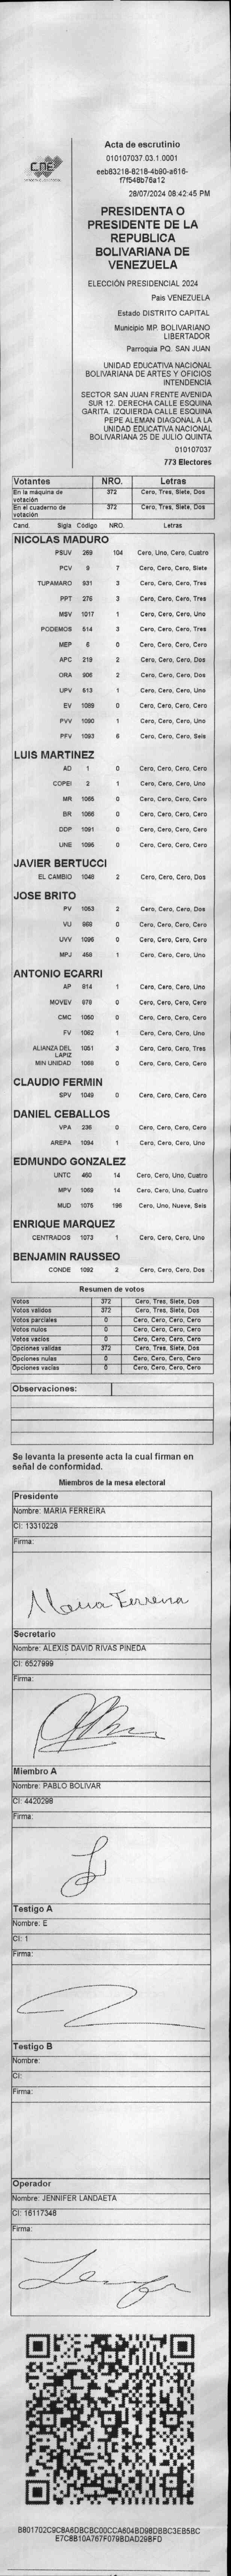 CNE
Acta de escrutinio
010107037.03.1.0001
eeb83218-8218-4b90-a616-
f7f548b76a12
28/07/2024 08:42:45 PM
PRESIDENTA O
PRESIDENTE DE LA
REPUBLICA
BOLIVARIANA DE
VENEZUELA
ELECCIÓN PRESIDENCIAL 2024
Pais VENEZUELA
Estado DISTRITO CAPITAL
Municipio MP. BOLIVARIANO
LIBERTADOR
Parroquia PQ. SAN JUAN
UNIDAD EDUCATIVA NACIONAL
BOLIVARIANA DE ARTES Y OFICIOS
INTENDENCIA
SECTOR SAN JUAN FRENTE AVENIDA
SUR 12. DERECHA CALLE ESQUINA
GARITA. IZQUIERDA CALLE ESQUINA
PEPE ALEMAN DIAGONAL A LA
UNIDAD EDUCATIVA NACIONAL
BOLIVARIANA 25 DE JULIO QUINTA
010107037
773 Electores
Votantes NRO. Letras
En la máquina de votación 372 Cero, Tres, Siete, Dos
En el cuaderno de votación 372 Cero, Tres, Siete, Dos
Cand. Sigla Código NRO. Letras
NICOLAS MADURO
PSUV 269 104 Cero, Uno, Cero, Cuatro
PCV 9 7 Cero, Cero, Cero, Siete
TUPAMARO 931 3 Cero, Cero, Cero, Tres
PPT 276 3 Cero, Cero, Cero, Tres
MSV 1017 1 Cero, Cero, Cero, Uno
PODEMOS 514 3 Cero, Cero, Cero, Tres
MEP 6 0 Cero, Cero, Cero, Cero
APC 219 2 Cero, Cero, Cero, Dos
ORA 906 2 Cero, Cero, Cero, Dos
UPV 613 1 Cero, Cero, Cero, Uno
EV 1089 0 Cero, Cero, Cero, Cero
PVV 1090 1 Cero, Cero, Cero, Uno
PFV 1093 6 Cero, Cero, Cero, Seis
LUIS MARTINEZ
AD 1 0 Cero, Cero, Cero, Cero
COPEI 2 1 Cero, Cero, Cero, Uno
MR 1065 0 Cero, Cero, Cero, Cero
BR 1066 0 Cero, Cero, Cero, Cero
DDP 1091 0 Cero, Cero, Cero, Cero
UNE 1095 0 Cero, Cero, Cero, Cero
JAVIER BERTUCCI
EL CAMBIO 1048 2 Cero, Cero, Cero, Dos
JOSE BRITO
PV 1053 2 Cero, Cero, Cero, Dos
VU 969 0 Cero, Cero, Cero, Cero
UVV 1096 0 Cero, Cero, Cero, Cero
MPJ 458 1 Cero, Cero, Cero, Uno
ANTONIO ECARRI
AP 814 1 Cero, Cero, Cero, Uno
MOVEV 979 0 Cero, Cero, Cero, Cero
CMC 1050 0 Cero, Cero, Cero, Cero
FV 1062 1 Cero, Cero, Cero, Uno
ALIANZA DEL LAPIZ 1051 3 Cero, Cero, Cero, Tres
MIN UNIDAD 1068 0 Cero, Cero, Cero, Cero
CLAUDIO FERMIN
SPV 1049 0 Cero, Cero, Cero, Cero
DANIEL CEBALLOS
VPA 236 0 Cero, Cero, Cero, Cero
AREPA 1094 1 Cero, Cero, Cero, Uno
EDMUNDO GONZALEZ
UNTC 460 14 Cero, Cero, Uno, Cuatro
MPV 1069 14 Cero, Cero, Uno, Cuatro
MUD 1075 196 Cero, Uno, Nueve, Seis
ENRIQUE MARQUEZ
CENTRADOS 1073 1 Cero, Cero, Cero, Uno
BENJAMIN RAUSSEO
CONDE 1092 2 Cero, Cero, Cero, Dos
Resumen de votos
Votos 372 Cero, Tres, Siete, Dos
Votos validos 372 Cero, Tres, Siete, Dos
Votos parciales 0 Cero, Cero, Cero, Cero
Votos nulos 0 Cero, Cero, Cero, Cero
Votos vacios 0 Cero, Cero, Cero, Cero
Opciones validas 372 Cero, Tres, Siete, Dos
Opciones nulas 0 Cero, Cero, Cero, Cero
Opciones vacias 0 Cero, Cero, Cero, Cero
Observaciones:
Se levanta la presente acta la cual firman en
señal de conformidad.
Miembros de la mesa electoral
Presidente
Nombre: MARIA FERREIRA
CI: 13310228
Firma:
Maria Ferreira
Secretario
Nombre: ALEXIS DAVID RIVAS PINEDA
CI: 6527999
Firma:
Miembro A
Nombre: PABLO BOLIVAR
CI: 4420298
Firma:
Testigo A
Nombre: E
CI: 1
Firma:
Testigo B
Nombre:
CI:
Firma:
Operador
Nombre: JENNIFER LANDAETA
CI: 16117348
Firma:
B801702C9C8A6DBCBC00CCA604BD98DBBC3EB5BC
E7C8B10A767F079BDAD29BFD